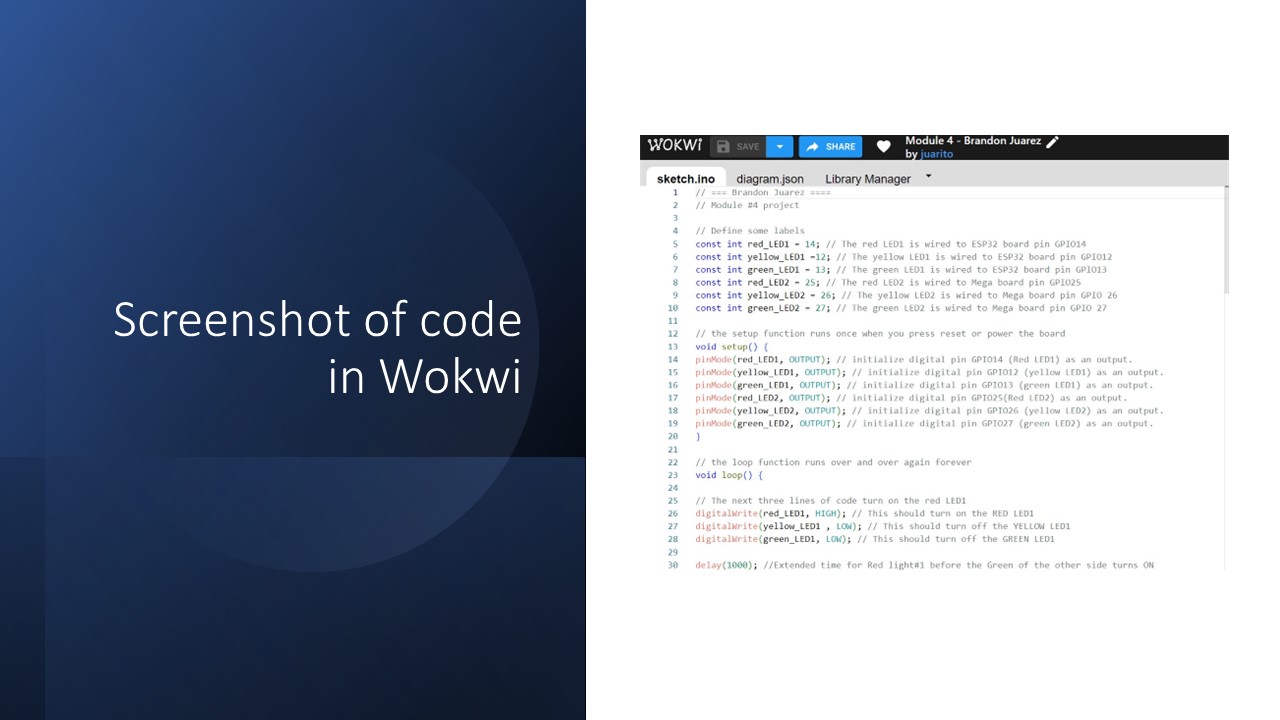 Screenshot of code
in Wokwi
WOKWi SAVE SHARE Module 4 - Brandon Juarez
by juarito
sketch.ino diagram.json Library Manager
1 // === Brandon Juarez ====
2 // Module #4 project
3
4 // Define some labels
5 const int red_LED1 = 14; // The red LED1 is wired to ESP32 board pin GPIO14
6 const int yellow_LED1 =12; // The yellow LED1 is wired to ESP32 board pin GPIO12
7 const int green_LED1 = 13; // The green LED1 is wired to ESP32 board pin GPIO13
8 const int red_LED2 = 25; // The red LED2 is wired to Mega board pin GPIO25
9 const int yellow_LED2 = 26; // The yellow LED2 is wired to Mega board pin GPIO 26
10 const int green_LED2 = 27; // The green LED2 is wired to Mega board pin GPIO 27
11
12 // the setup function runs once when you press reset or power the board
13 void setup() {
14 pinMode(red_LED1, OUTPUT); // initialize digital pin GPIO14 (Red LED1) as an output.
15 pinMode(yellow_LED1, OUTPUT); // initialize digital pin GPIO12 (yellow LED1) as an output.
16 pinMode(green_LED1, OUTPUT); // initialize digital pin GPIO13 (green LED1) as an output.
17 pinMode(red_LED2, OUTPUT); // initialize digital pin GPIO25(Red LED2) as an output.
18 pinMode(yellow_LED2, OUTPUT); // initialize digital pin GPIO26 (yellow LED2) as an output.
19 pinMode(green_LED2, OUTPUT); // initialize digital pin GPIO27 (green LED2) as an output.
20 }
21
22 // the loop function runs over and over again forever
23 void loop() {
24
25 // The next three lines of code turn on the red LED1
26 digitalWrite(red_LED1, HIGH); // This should turn on the RED LED1
27 digitalWrite(yellow_LED1 , LOW); // This should turn off the YELLOW LED1
28 digitalWrite(green_LED1, LOW); // This should turn off the GREEN LED1
29
30 delay(1000); //Extended time for Red light#1 before the Green of the other side turns ON